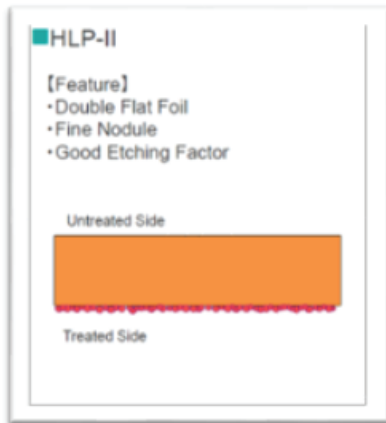 ■HLP-II
【Feature】
・Double Flat Foil
・Fine Nodule
・Good Etching Factor
Untreated Side
Treated Side